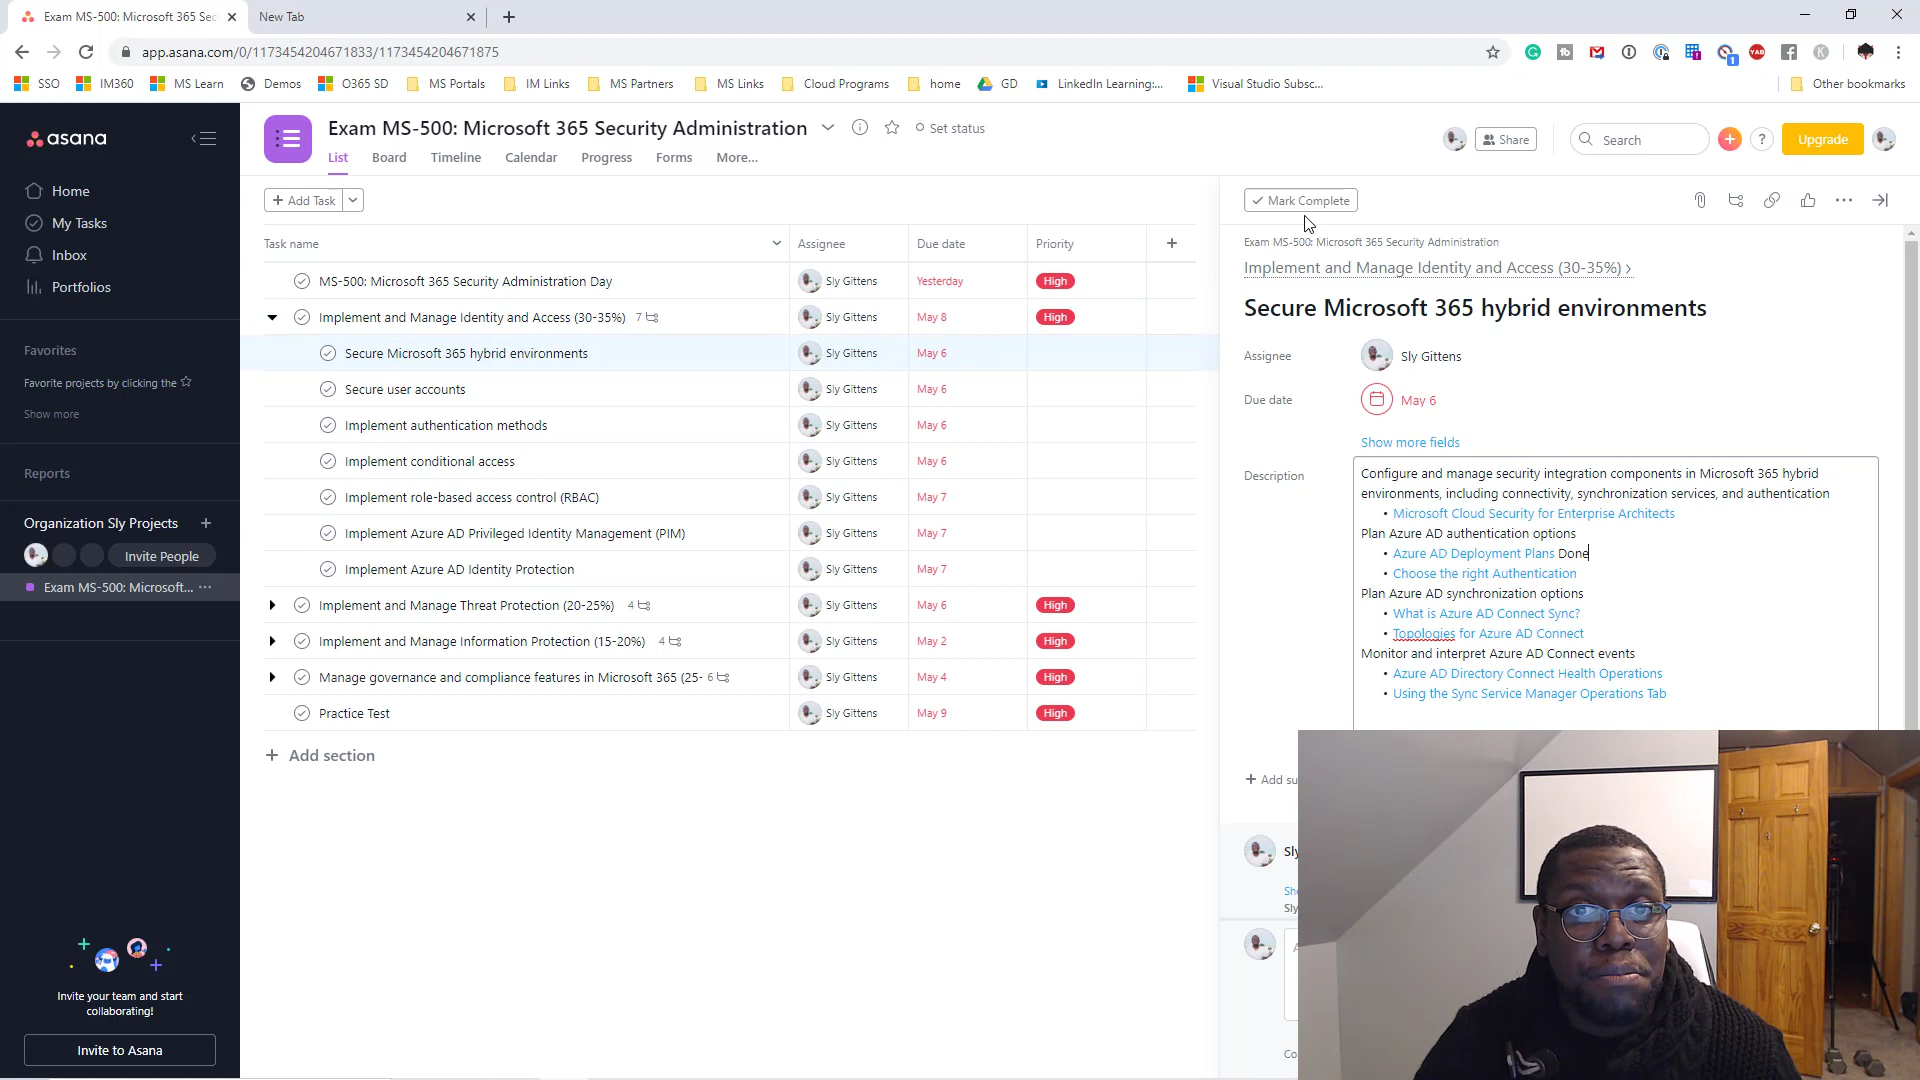 Exam MS-500: Microsoft 365 Sec
New Tab
app.asana.com/0/1173454204671833/1173454204671875
SSO
IM360
MS Learn
Demos
O365 SD
MS Portals
IM Links
MS Partners
MS Links
Cloud Programs
home
GD
LinkedIn Learning:...
Visual Studio Subsc...
Other bookmarks
asana
Home
My Tasks
Inbox
Portfolios
Favorites
Favorite projects by clicking the
Show more
Reports
Organization Sly Projects +
Invite People
Exam MS-500: Microsoft... ...
Invite your team and start
collaborating!
Invite to Asana
Exam MS-500: Microsoft 365 Security Administration
Set status
List
Board
Timeline
Calendar
Progress
Forms
More...
Share
Search
+
?
Upgrade
+ Add Task
Task name
Assignee
Due date
Priority
+
MS-500: Microsoft 365 Security Administration Day
Sly Gittens
Yesterday
High
Implement and Manage Identity and Access (30-35%) 7
Sly Gittens
May 8
High
Secure Microsoft 365 hybrid environments
Sly Gittens
May 6
Secure user accounts
Sly Gittens
May 6
Implement authentication methods
Sly Gittens
May 6
Implement conditional access
Sly Gittens
May 6
Implement role-based access control (RBAC)
Sly Gittens
May 7
Implement Azure AD Privileged Identity Management (PIM)
Sly Gittens
May 7
Implement Azure AD Identity Protection
Sly Gittens
May 7
Implement and Manage Threat Protection (20-25%) 4
Sly Gittens
May 6
High
Implement and Manage Information Protection (15-20%) 4
Sly Gittens
May 2
High
Manage governance and compliance features in Microsoft 365 (25- 6
Sly Gittens
May 4
High
Practice Test
Sly Gittens
May 9
High
+ Add section
Mark Complete
Exam MS-500: Microsoft 365 Security Administration
Implement and Manage Identity and Access (30-35%) ›
Secure Microsoft 365 hybrid environments
Assignee
Sly Gittens
Due date
May 6
Show more fields
Description
Configure and manage security integration components in Microsoft 365 hybrid
environments, including connectivity, synchronization services, and authentication
• Microsoft Cloud Security for Enterprise Architects
Plan Azure AD authentication options
• Azure AD Deployment Plans Done
• Choose the right Authentication
Plan Azure AD synchronization options
• What is Azure AD Connect Sync?
• Topologies for Azure AD Connect
Monitor and interpret Azure AD Connect events
• Azure AD Directory Connect Health Operations
• Using the Sync Service Manager Operations Tab
+ Add su
Sly
Sh
Sly
Co